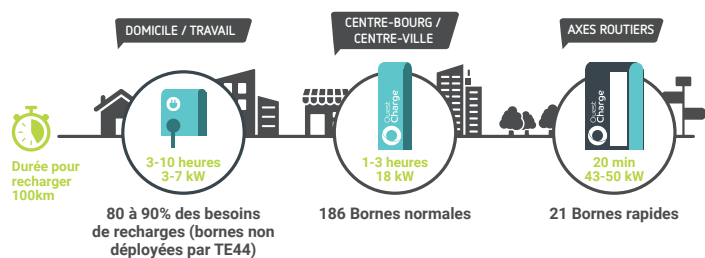 DOMICILE / TRAVAIL
CENTRE-BOURG /
CENTRE-VILLE
AXES ROUTIERS
Durée pour
recharger
100km
3-10 heures
3-7 kW
80 à 90% des besoins
de recharges (bornes non
déployées par TE44)
Ouest
Charge
1-3 heures
18 kW
186 Bornes normales
Ouest
Charge
20 min
43-50 kW
21 Bornes rapides